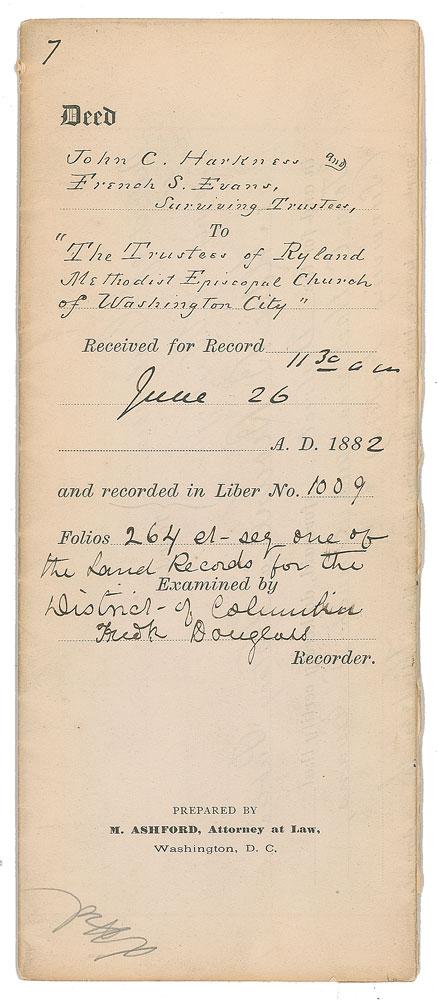 7
Deed
John C. Harkness and
French S. Evans,
Surviving Trustees,
To
"The Trustees of Ryland
Methodist Episcopal Church
of Washington City"
Received for Record 11 30 a m
June 26
A. D. 1882
and recorded in Liber No. 1009
Folios 264 et-seq one of
the Land Records for the
Examined by
District of Columbia
Fredk Douglass
Recorder.
PREPARED BY
M. ASHFORD, Attorney at Law,
Washington, D. C.